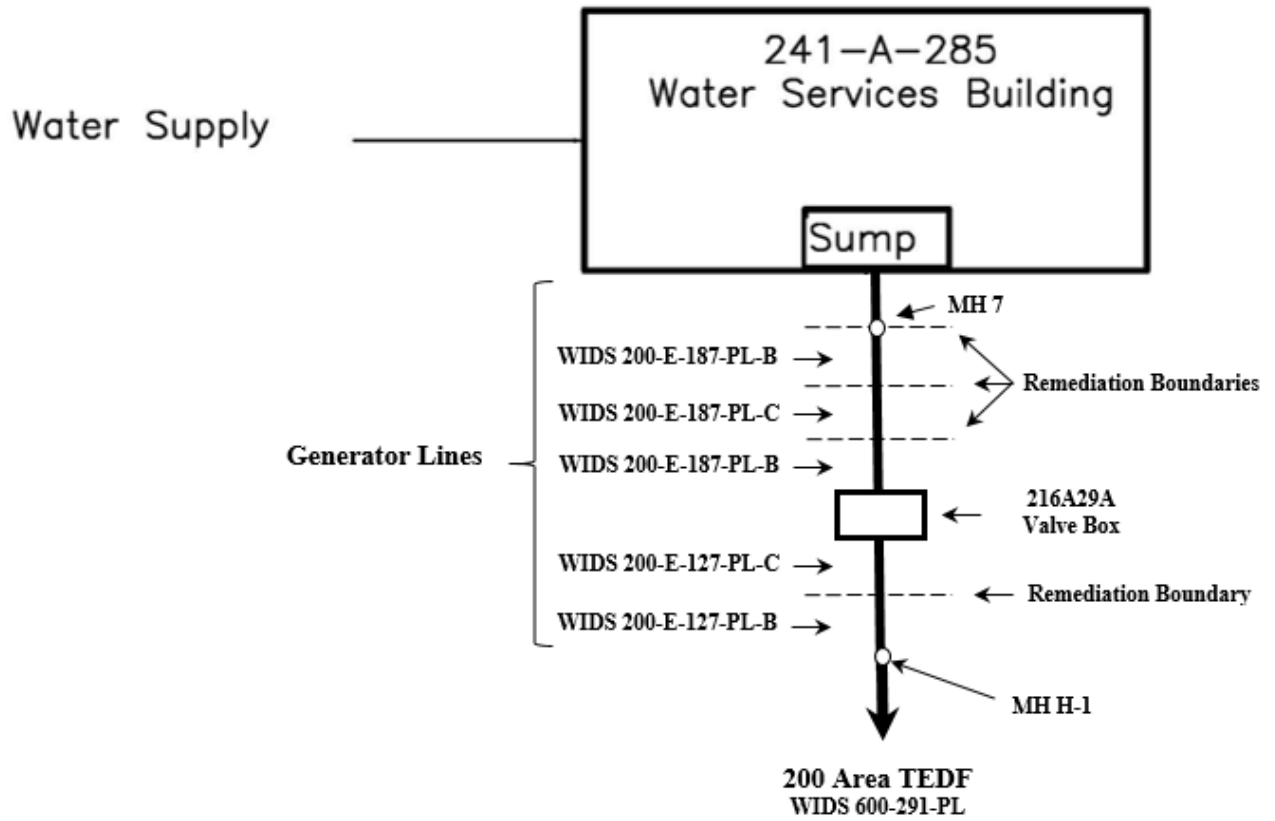 241-A-285
Water Services Building
Water Supply
Sump
MH 7
WIDS 200-E-187-PL-B
Remediation Boundaries
WIDS 200-E-187-PL-C
Generator Lines
WIDS 200-E-187-PL-B
216A29A
Valve Box
WIDS 200-E-127-PL-C
Remediation Boundary
WIDS 200-E-127-PL-B
MH H-1
200 Area TEDF
WIDS 600-291-PL